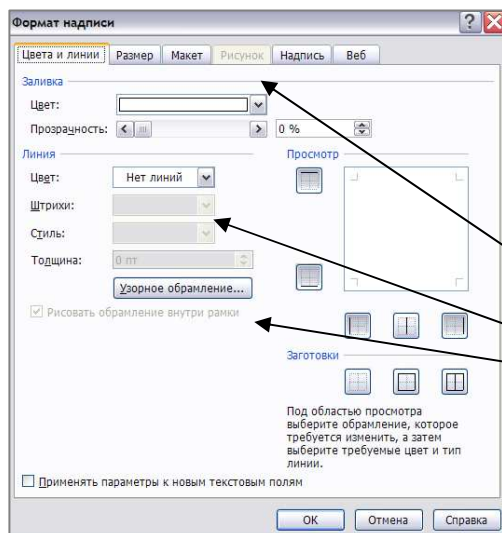 Формат надписи
Цвета и линии Размер Макет Рисунок Надпись Веб
Заливка
Цвет:
Прозрачность: 0 %
Линия Просмотр
Цвет: Нет линий
Штрихи:
Стиль:
Толщина: 0 пт
Узорное обрамление...
Рисовать обрамление внутри рамки
Заготовки
Под областью просмотра
выберите обрамление, которое
требуется изменить, а затем
выберите требуемые цвет и тип
линии.
Применять параметры к новым текстовым полям
ОК Отмена Справка